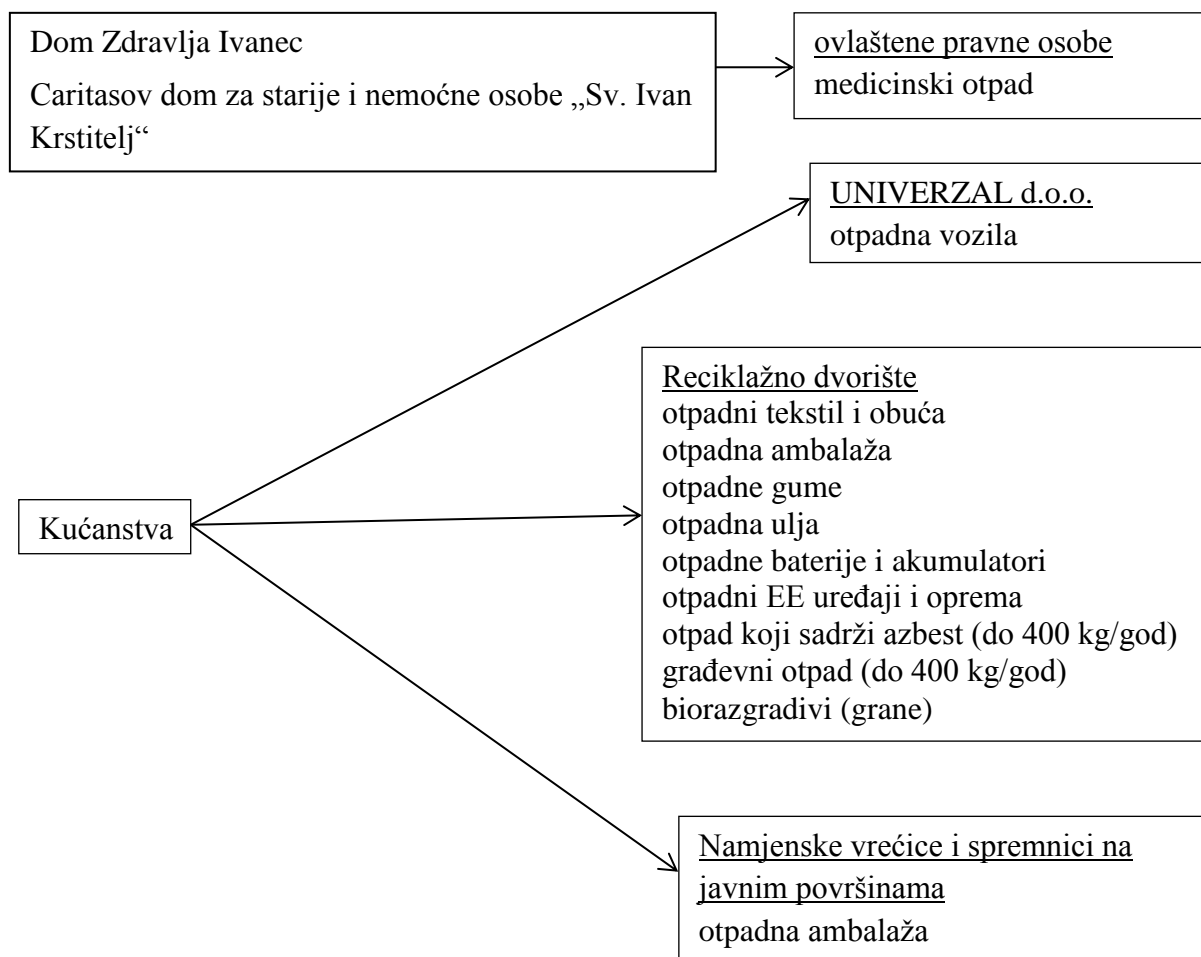 Dom Zdravlja Ivanec
Caritasov dom za starije i nemoćne osobe „Sv. Ivan
Krstitelj“
ovlaštene pravne osobe
medicinski otpad
UNIVERZAL d.o.o.
otpadna vozila
Reciklažno dvorište
otpadni tekstil i obuća
otpadna ambalaža
otpadne gume
otpadna ulja
otpadne baterije i akumulatori
otpadni EE uređaji i oprema
otpad koji sadrži azbest (do 400 kg/god)
građevni otpad (do 400 kg/god)
biorazgradivi (grane)
Kućanstva
Namjenske vrećice i spremnici na
javnim površinama
otpadna ambalaža